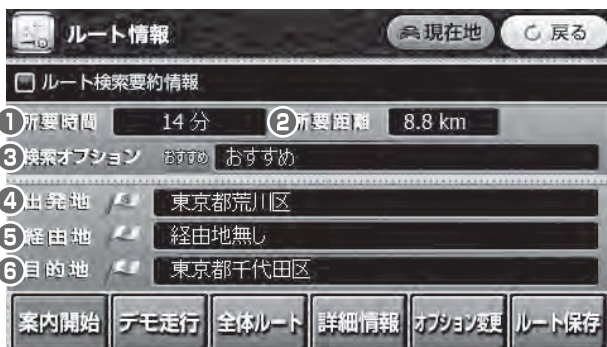 ルート情報 現在地 戻る
ルート検索要約情報
① 所要時間 14 分 ② 所要距離 8.8 km
③ 検索オプション おすすめ おすすめ
④ 出発地 東京都荒川区
⑤ 経由地 経由地無し
⑥ 目的地 東京都千代田区
案内開始 デモ走行 全体ルート 詳細情報 オプション変更 ルート保存